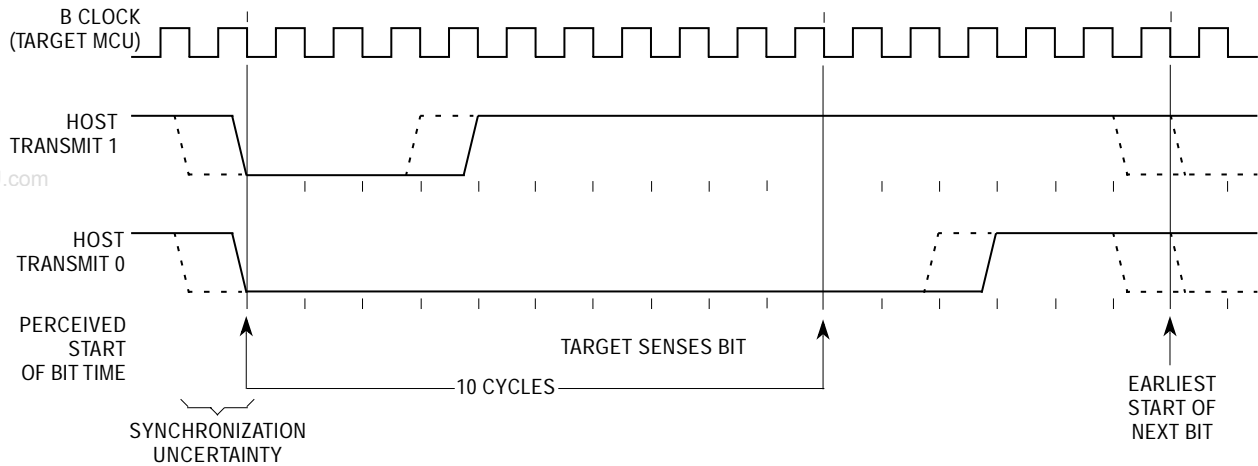 B CLOCK
(TARGET MCU)
HOST
TRANSMIT 1
.com
HOST
TRANSMIT 0
PERCEIVED
START
OF BIT TIME
TARGET SENSES BIT
10 CYCLES
EARLIEST
START OF
NEXT BIT
SYNCHRONIZATION
UNCERTAINTY